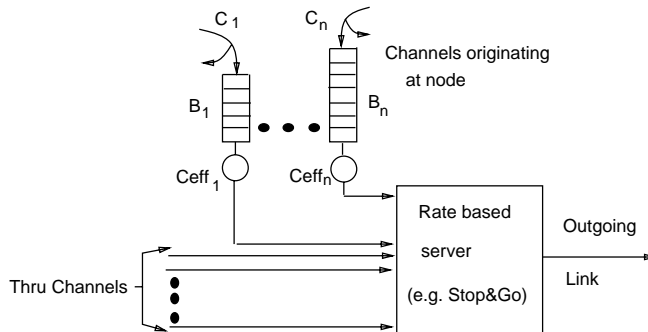 C 1
C n
Channels originating
at node
B 1
B n
Ceff 1
Ceff n
Rate based
server
(e.g. Stop&Go)
Outgoing
Link
Thru Channels